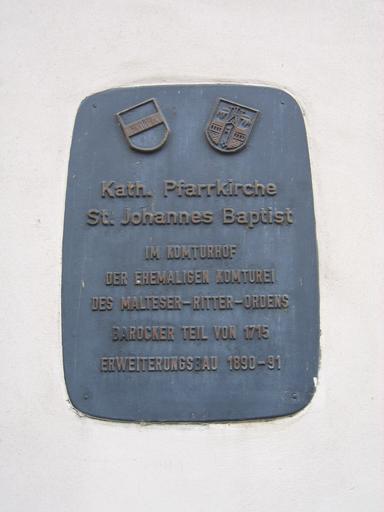 Kath. Pfarrkirche
St. Johannes Baptist
IM KOMTURHOF
DER EHEMALIGEN KOMTUREI
DES MALTESER-RITTER-ORDENS
BAROCKER TEIL VON 1715
ERWEITERUNGSBAU 1890-91